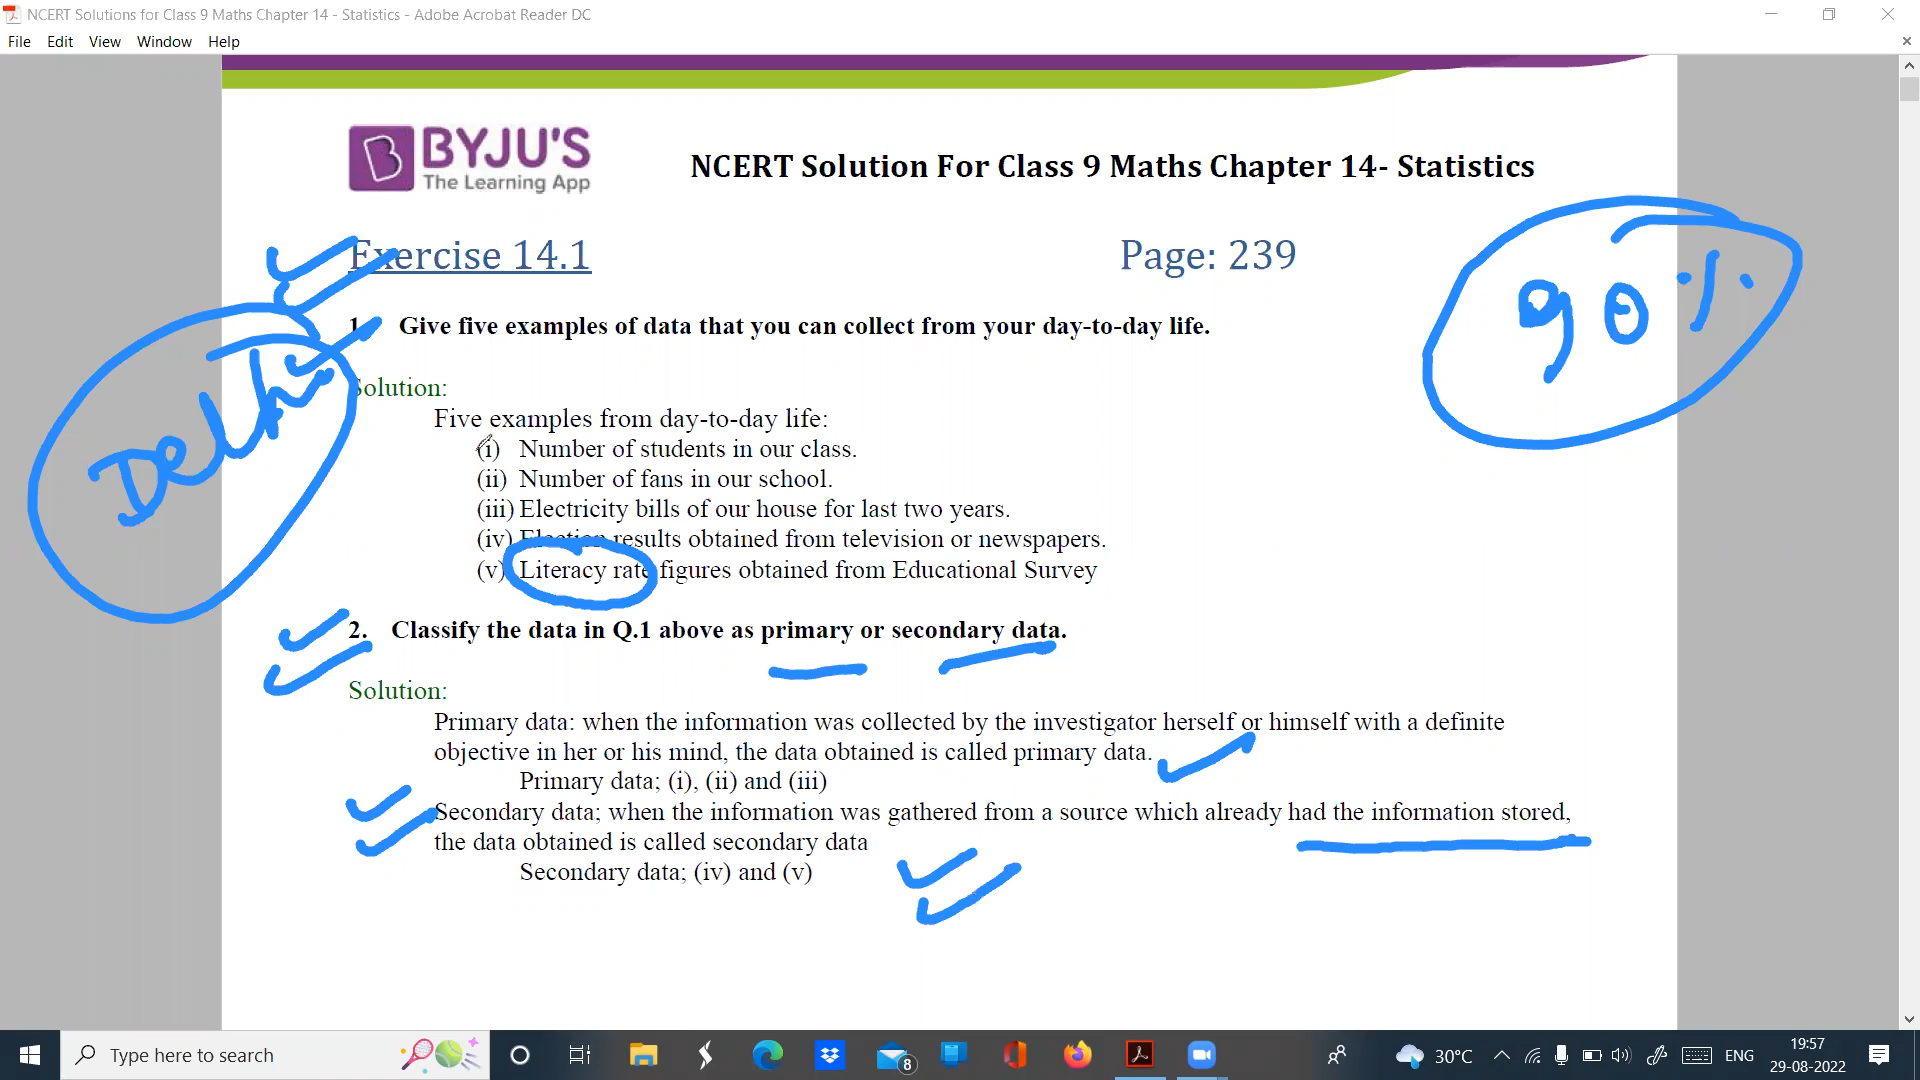 NCERT Solutions for Class 9 Maths Chapter 14 - Statistics - Adobe Acrobat Reader DC
File Edit View Window Help
BYJU'S
The Learning App
NCERT Solution For Class 9 Maths Chapter 14- Statistics
Exercise 14.1 Page: 239
90%
Delhi
1. Give five examples of data that you can collect from your day-to-day life.
Solution:
Five examples from day-to-day life:
(i) Number of students in our class.
(ii) Number of fans in our school.
(iii) Electricity bills of our house for last two years.
(iv) Election results obtained from television or newspapers.
(v) Literacy rate figures obtained from Educational Survey
2. Classify the data in Q.1 above as primary or secondary data.
Solution:
Primary data: when the information was collected by the investigator herself or himself with a definite
objective in her or his mind, the data obtained is called primary data.
Primary data; (i), (ii) and (iii)
Secondary data; when the information was gathered from a source which already had the information stored,
the data obtained is called secondary data
Secondary data; (iv) and (v)
Type here to search
8
30°C
ENG
19:57
29-08-2022